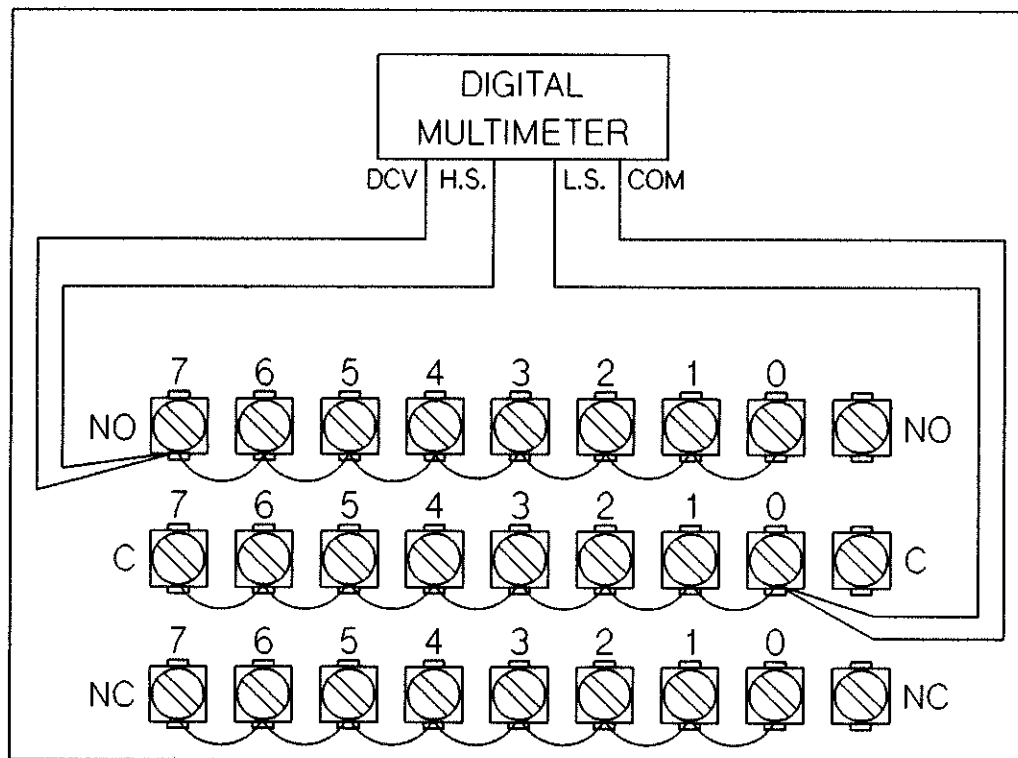 DIGITAL
MULTIMETER
DCV H.S. L.S. COM
7 6 5 4 3 2 1 0
NO NO
7 6 5 4 3 2 1 0
C C
7 6 5 4 3 2 1 0
NC NC